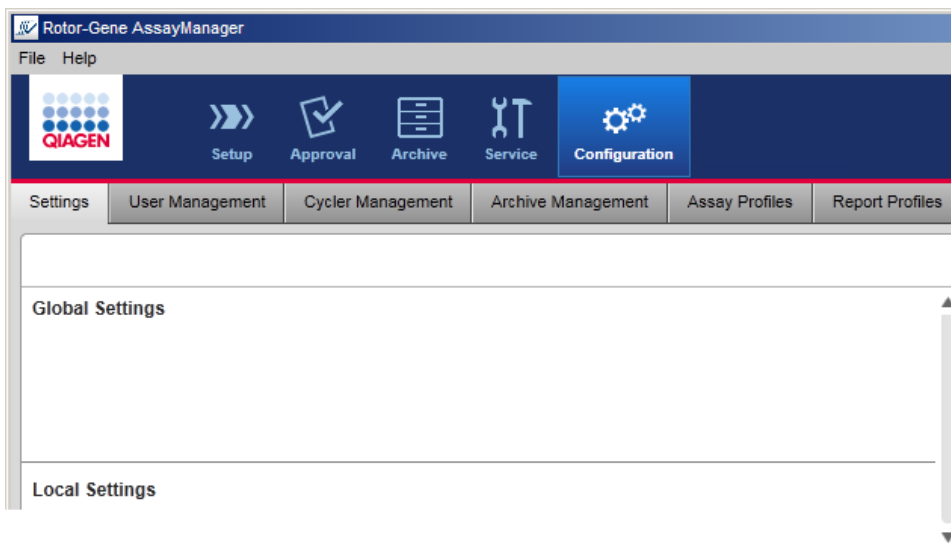 Rotor-Gene AssayManager
File Help
QIAGEN
Setup Approval Archive Service Configuration
Settings User Management Cycler Management Archive Management Assay Profiles Report Profiles
Global Settings
Local Settings